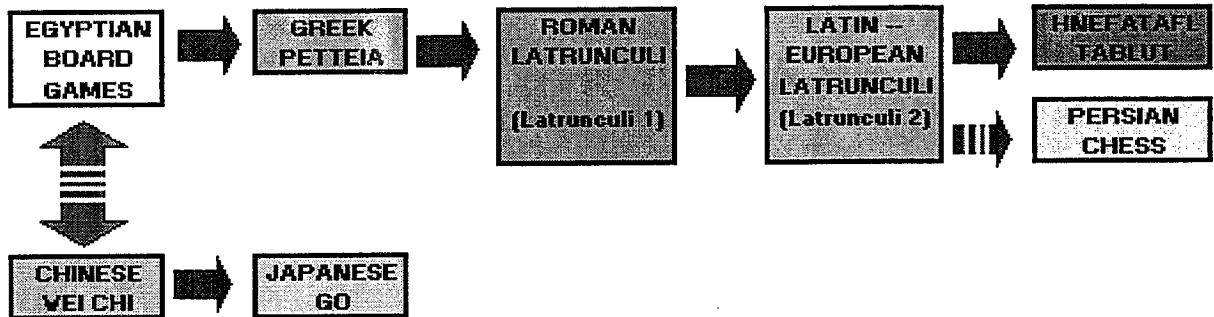 EGYPTIAN
BOARD
GAMES
GREEK
PETTEIA
ROMAN
LATRUNCULI
(Latrunculi 1)
LATIN --
EUROPEAN
LATRUNCULI
(Latrunculi 2)
HNEFATAFL
TABLUT
PERSIAN
CHESS
CHINESE
WEI CHI
JAPANESE
GO